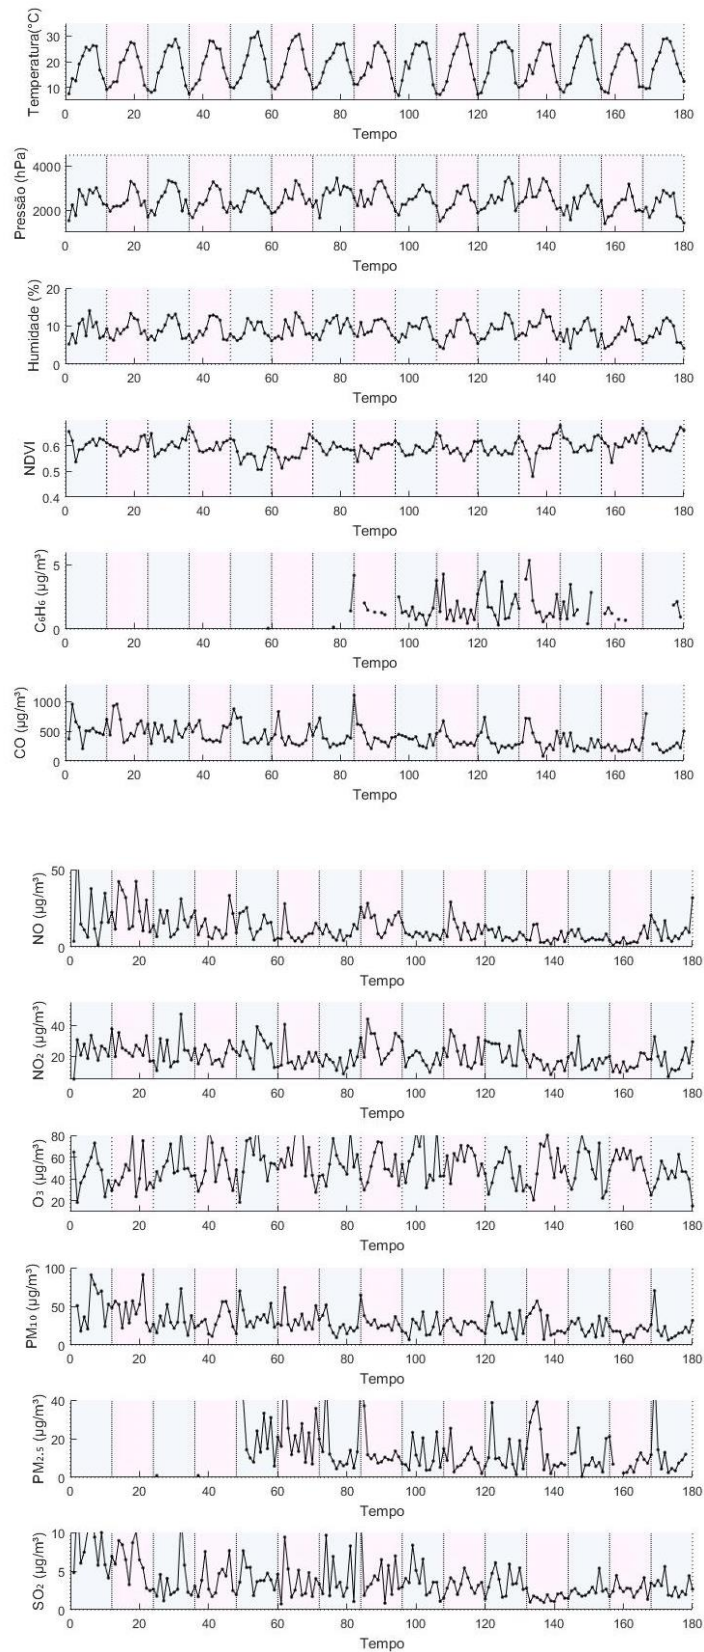 Temperatura(°C)
30
20
10
0 20 40 60 80 100 120 140 160 180
Tempo
Pressão (hPa)
4000
2000
0 20 40 60 80 100 120 140 160 180
Tempo
Humidade (%)
20
10
0
0 20 40 60 80 100 120 140 160 180
Tempo
NDVI
0.6
0.5
0.4
0 20 40 60 80 100 120 140 160 180
Tempo
C₆H₆ (µg/m³)
5
0
0 20 40 60 80 100 120 140 160 180
Tempo
CO (µg/m³)
1000
500
0
0 20 40 60 80 100 120 140 160 180
Tempo
NO (µg/m³)
50
0
0 20 40 60 80 100 120 140 160 180
Tempo
NO₂ (µg/m³)
40
20
0 20 40 60 80 100 120 140 160 180
Tempo
O₃ (µg/m³)
80
60
40
20
0 20 40 60 80 100 120 140 160 180
Tempo
PM₁₀ (µg/m³)
100
50
0
0 20 40 60 80 100 120 140 160 180
Tempo
PM₂.₅ (µg/m³)
40
20
0
0 20 40 60 80 100 120 140 160 180
Tempo
SO₂ (µg/m³)
10
5
0
0 20 40 60 80 100 120 140 160 180
Tempo